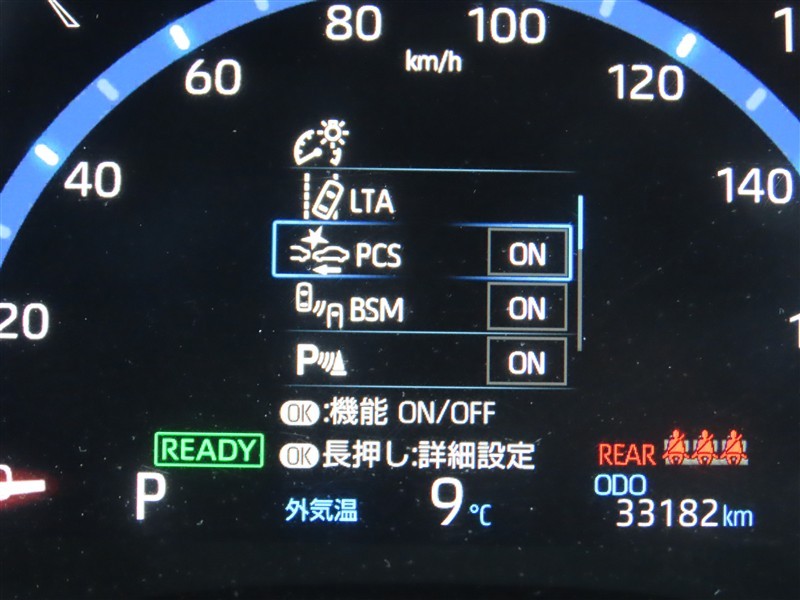 80 100
km/h
60 120
40 140
LTA
PCS ON
20 BSM ON
P ON
OK:機能 ON/OFF
READY OK長押し:詳細設定 REAR
P 外気温 9℃ ODO
33182km